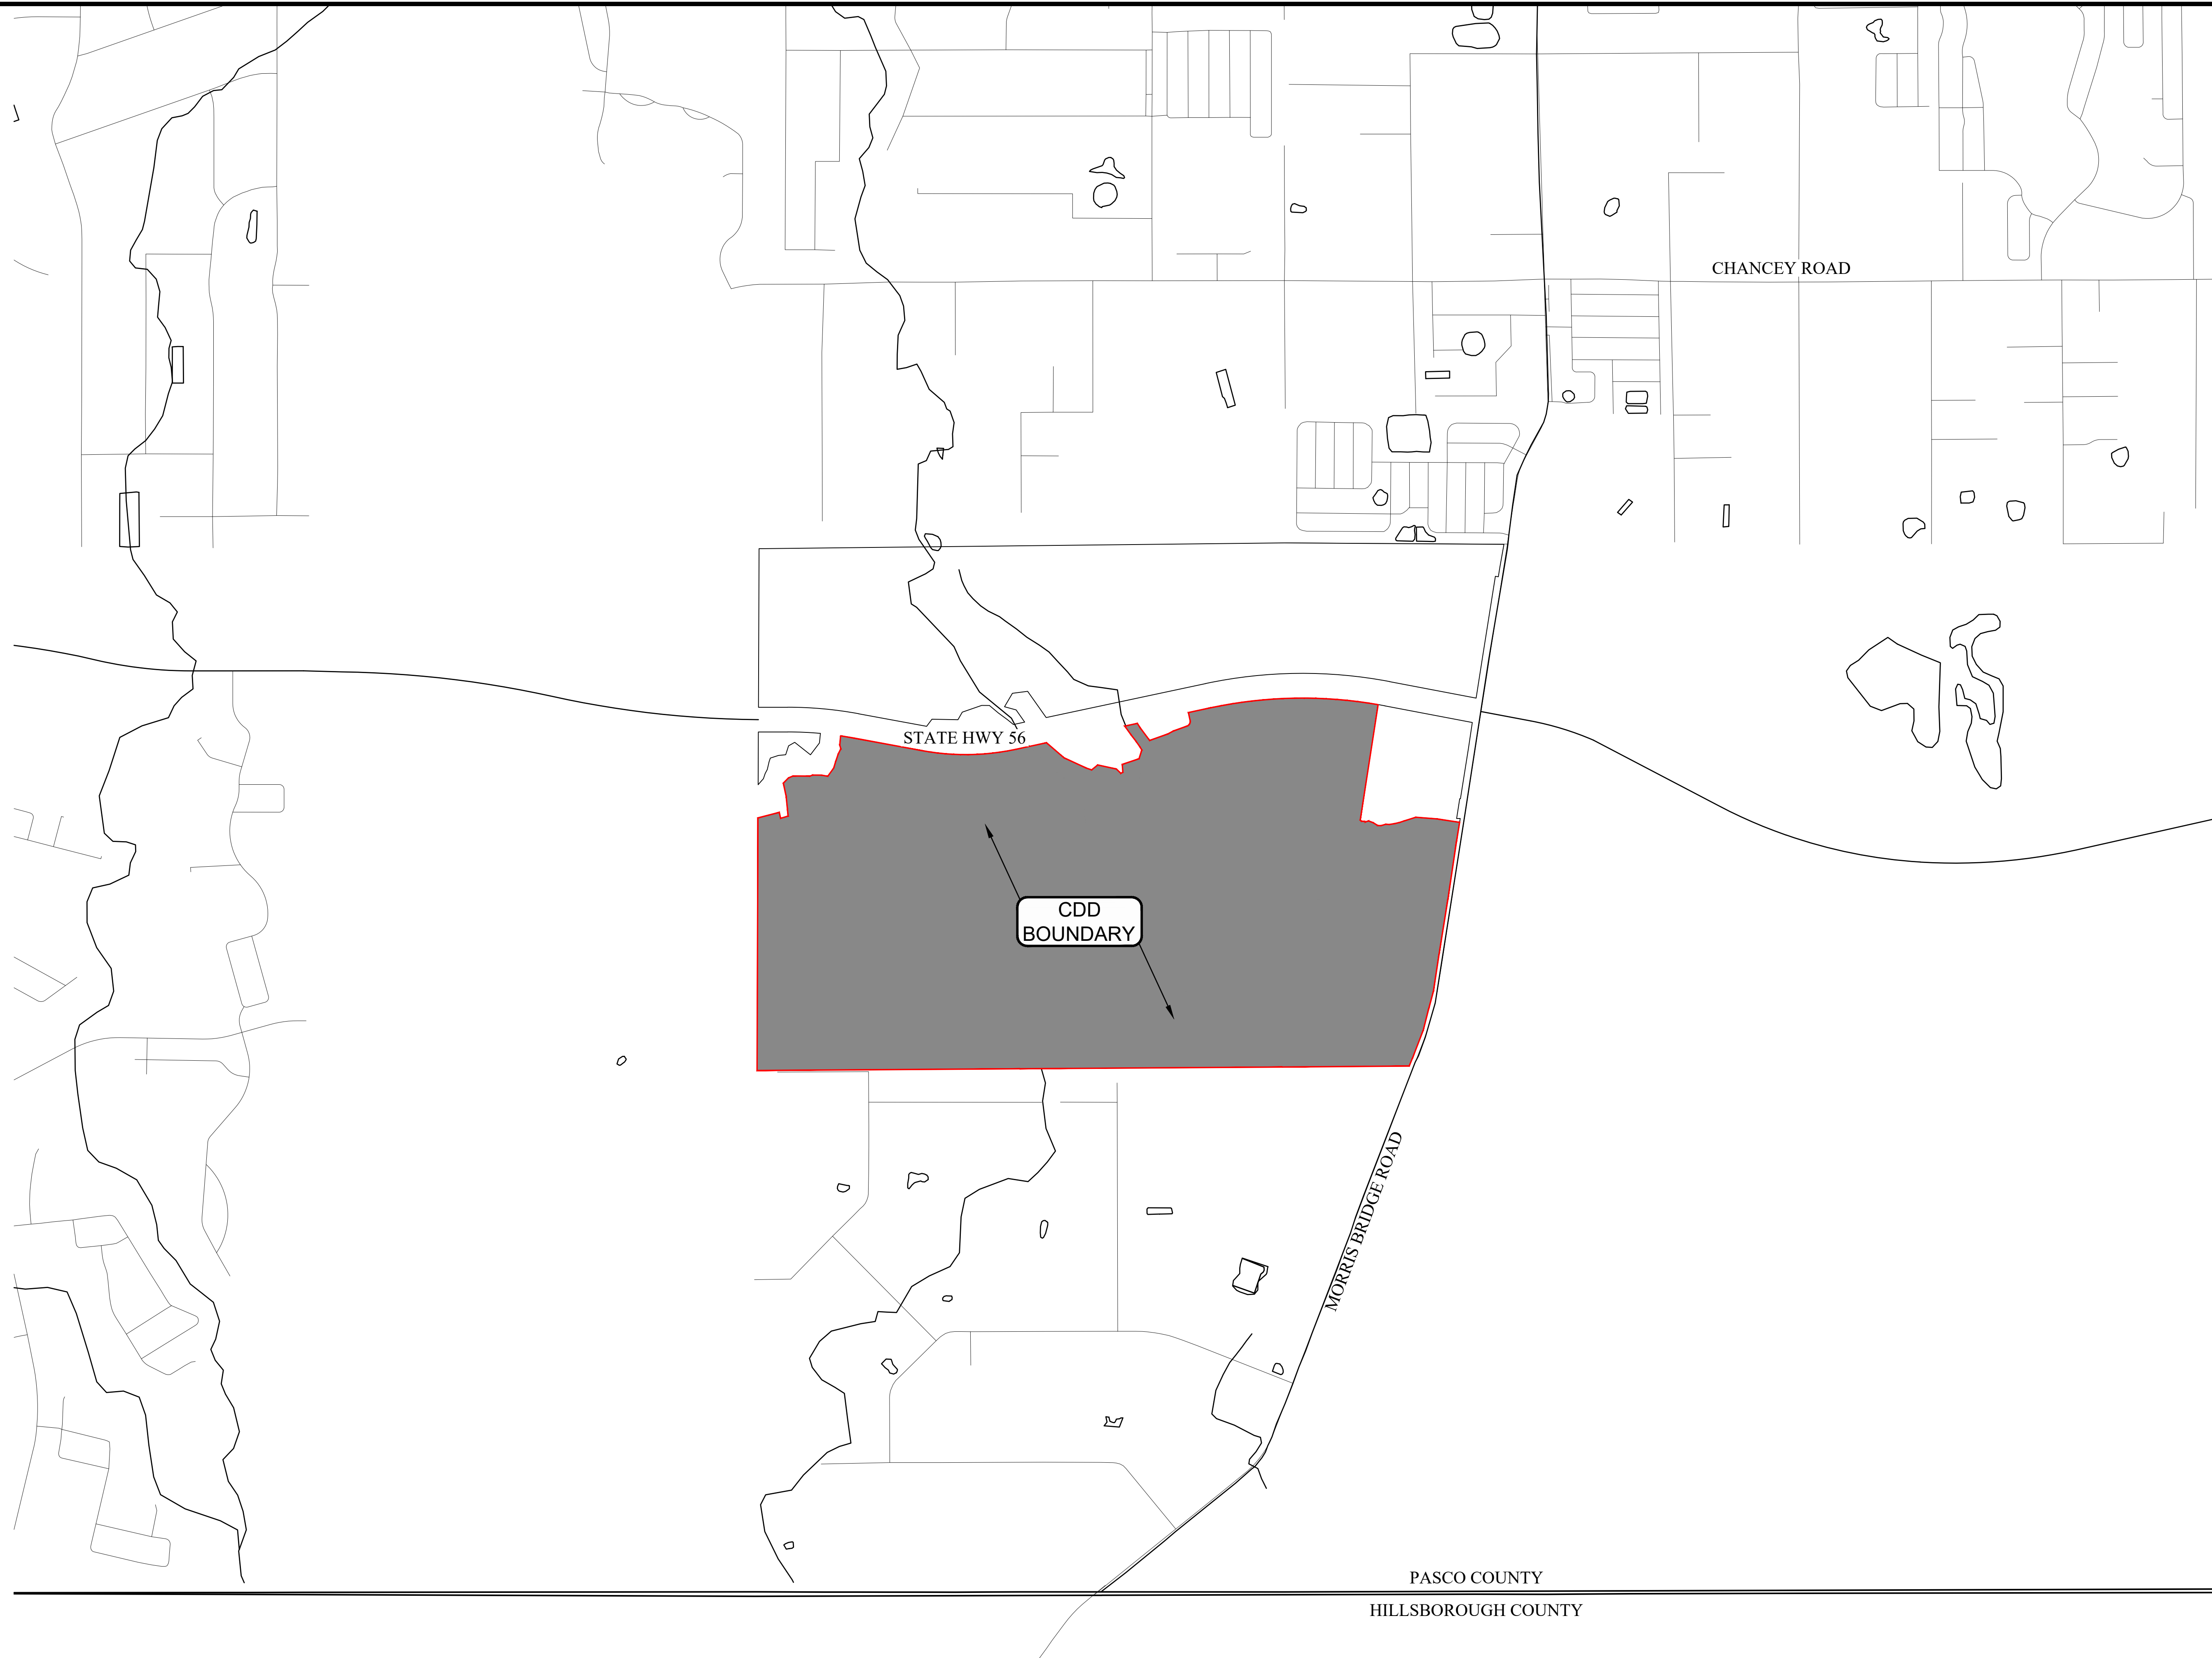 CHANCEY ROAD
STATE HWY 56
CDD
BOUNDARY
MORRIS BRIDGE ROAD
PASCO COUNTY
HILLSBOROUGH COUNTY